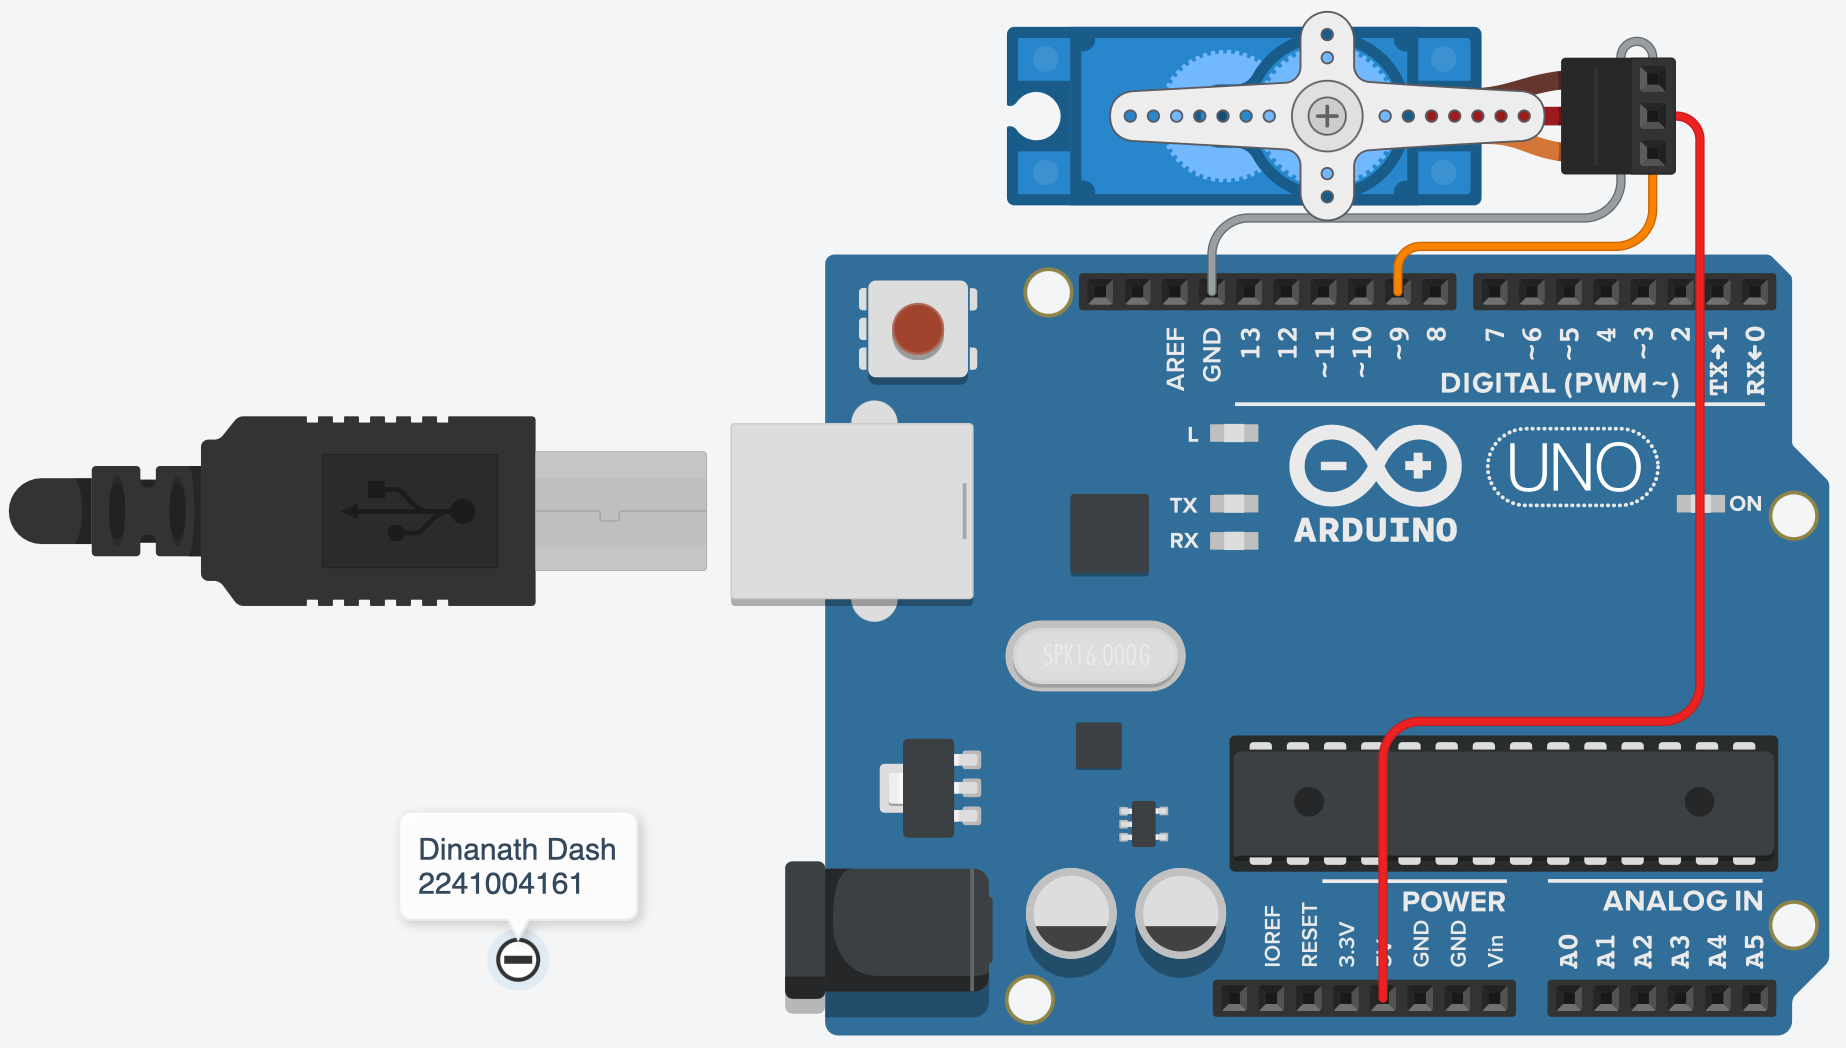 AREF
GND
13
12
~11
~10
~9
8
7
~6
~5
4
~3
2
TX→1
RX←0
DIGITAL (PWM ~)
L
TX
RX
UNO
ARDUINO
ON
SPK16.000G
Dinanath Dash
2241004161
POWER
ANALOG IN
IOREF
RESET
3.3V
GND
GND
Vin
A0
A1
A2
A3
A4
A5